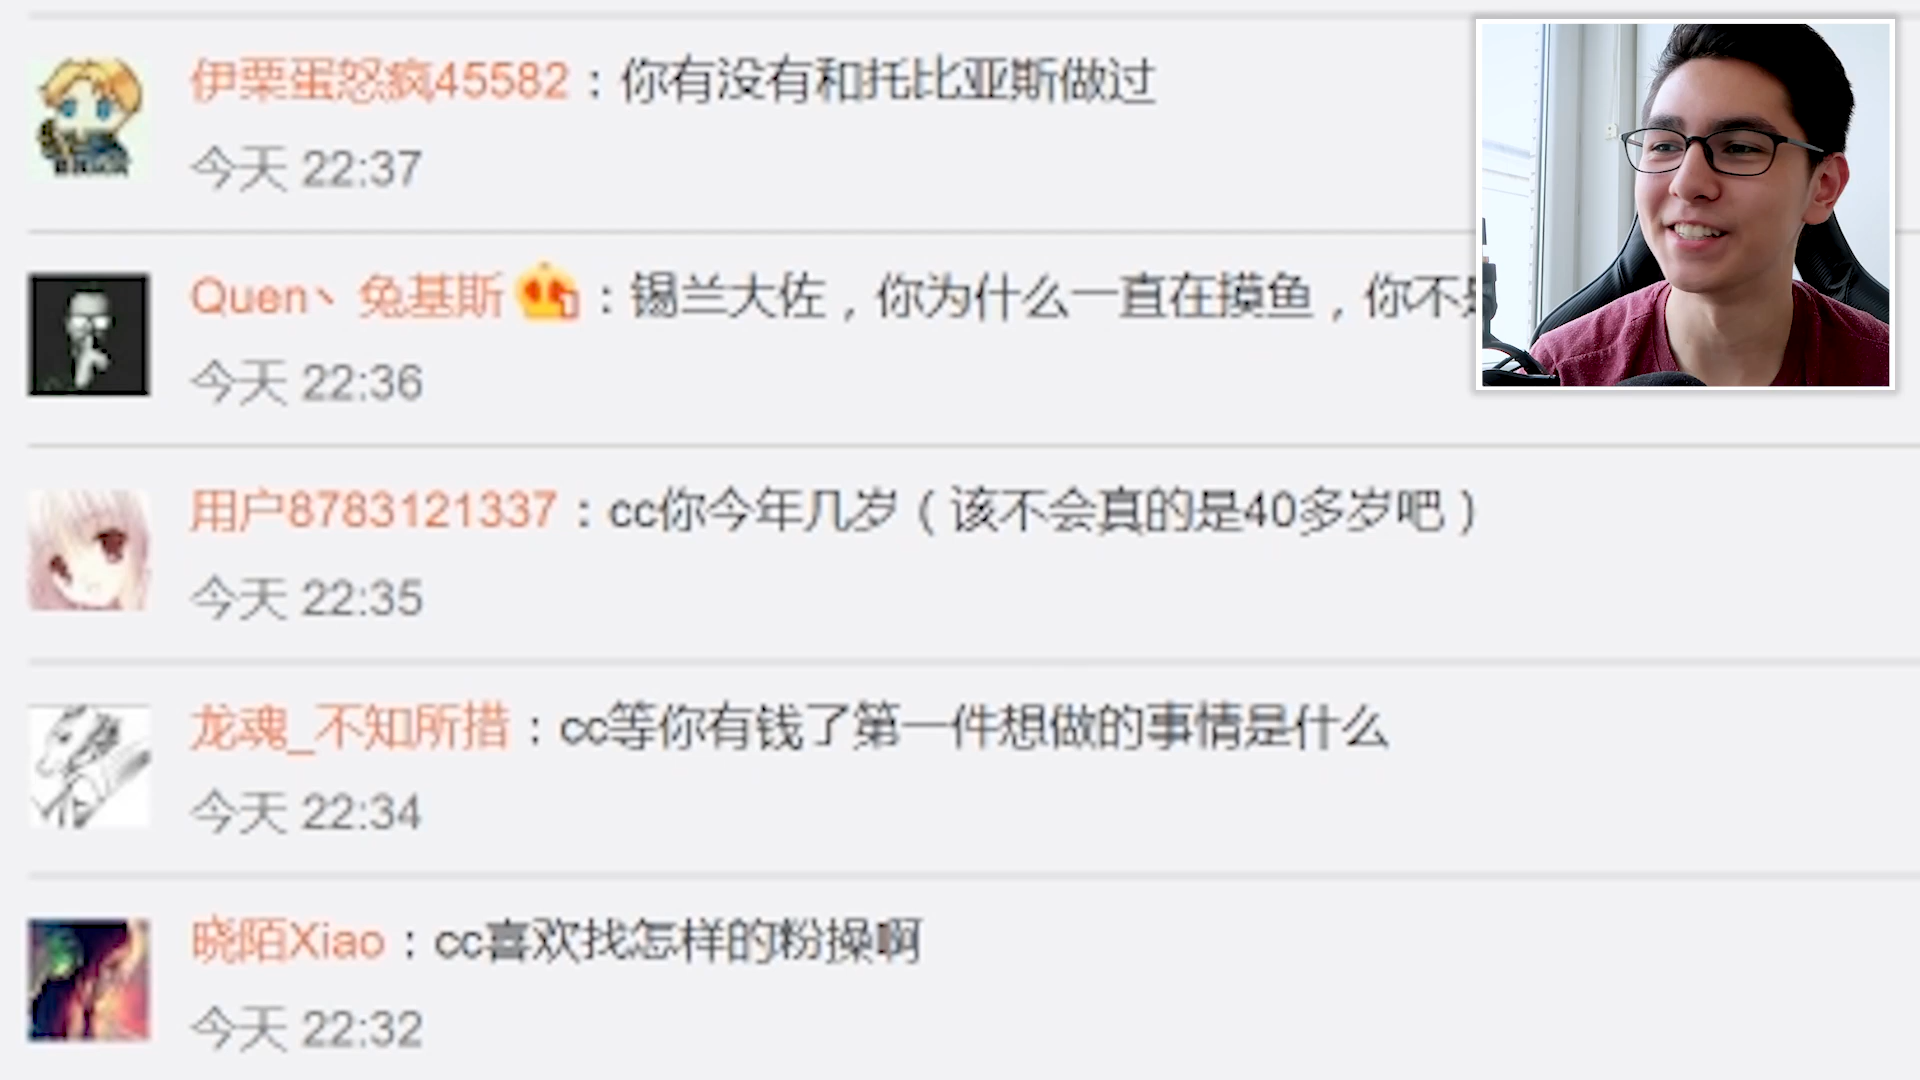 伊栗蛋怒疯45582：你有没有和托比亚斯做过
今天 22:37
Quen丶 兔基斯：锡兰大佐，你为什么一直在摸鱼，你不
今天 22:36
用户8783121337：cc你今年几岁（该不会真的是40多岁吧）
今天 22:35
龙魂_不知所措：cc等你有钱了第一件想做的事情是什么
今天 22:34
晓陌Xiao：cc喜欢找怎样的粉操啊
今天 22:32